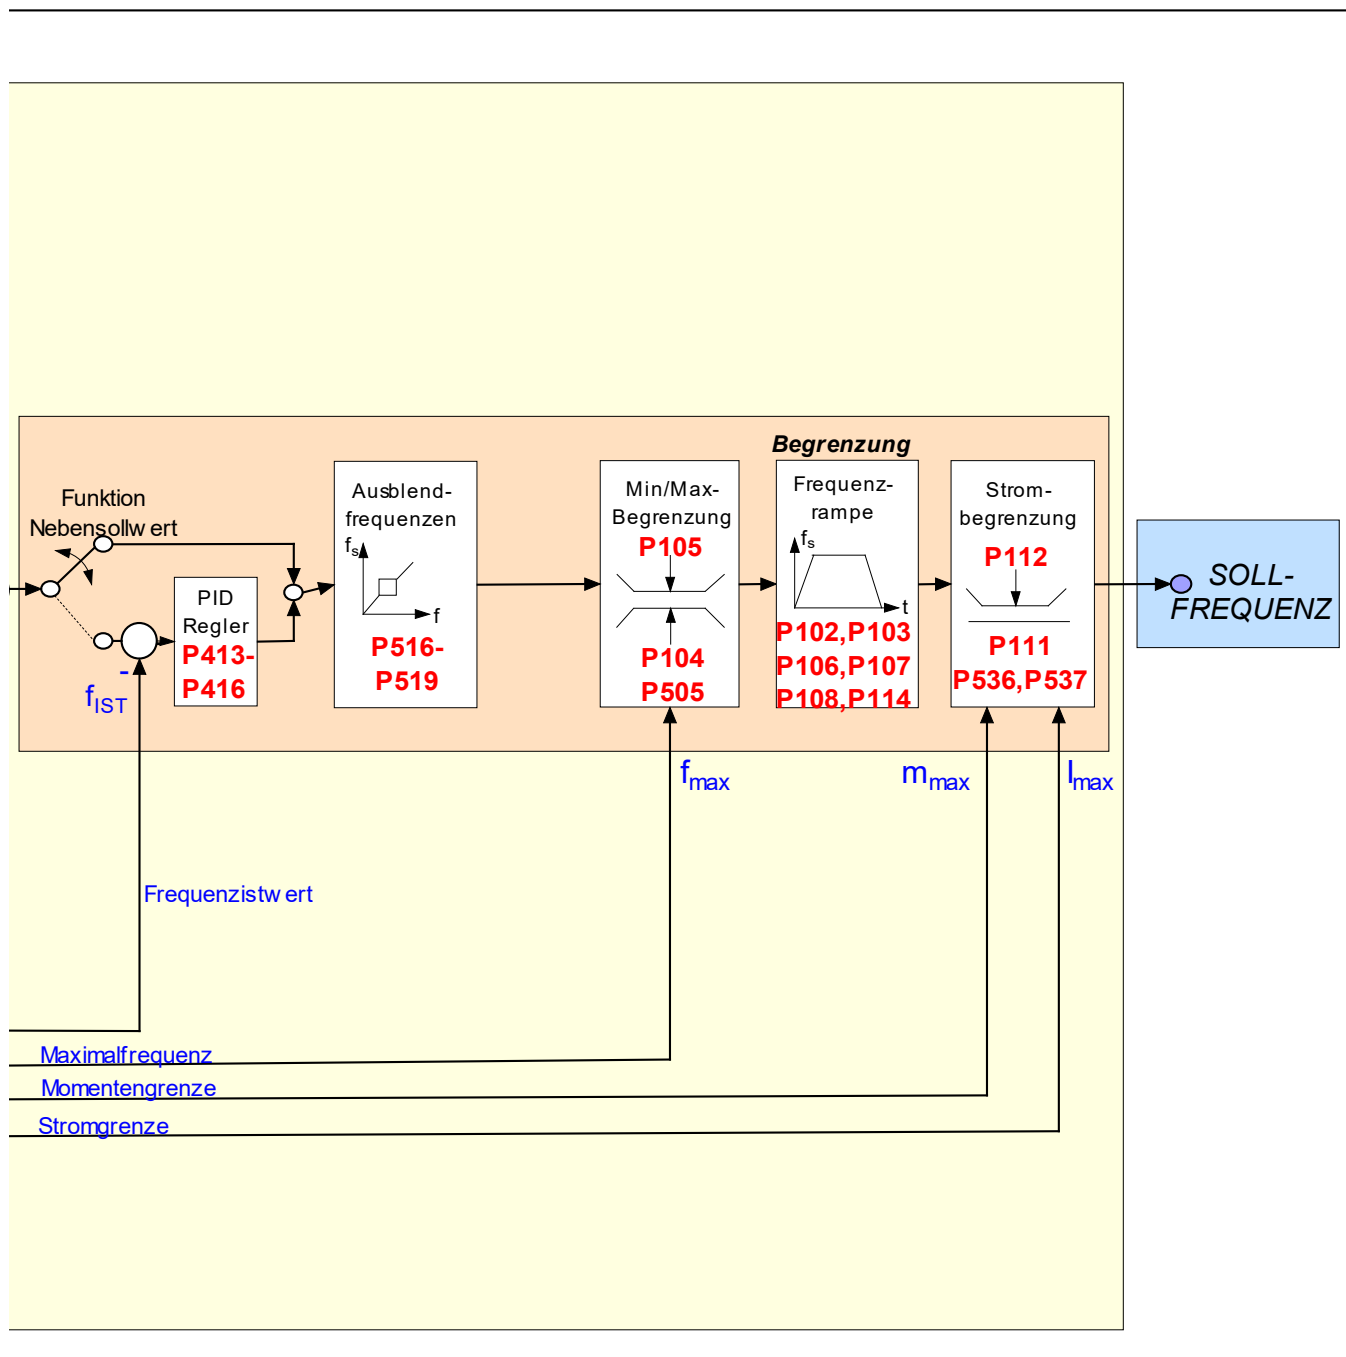 Funktion
Nebensollwert
-
fIST
PID
Regler
P413-
P416
Ausblend-
frequenzen
fs
f
P516-
P519
Min/Max-
Begrenzung
P105
P104
P505
Begrenzung
Frequenz-
rampe
fs
t
P102,P103
P106,P107
P108,P114
Strom-
begrenzung
P112
P111
P536,P537
SOLL-
FREQUENZ
fmax
mmax
Imax
Frequenzistwert
Maximalfrequenz
Momentengrenze
Stromgrenze